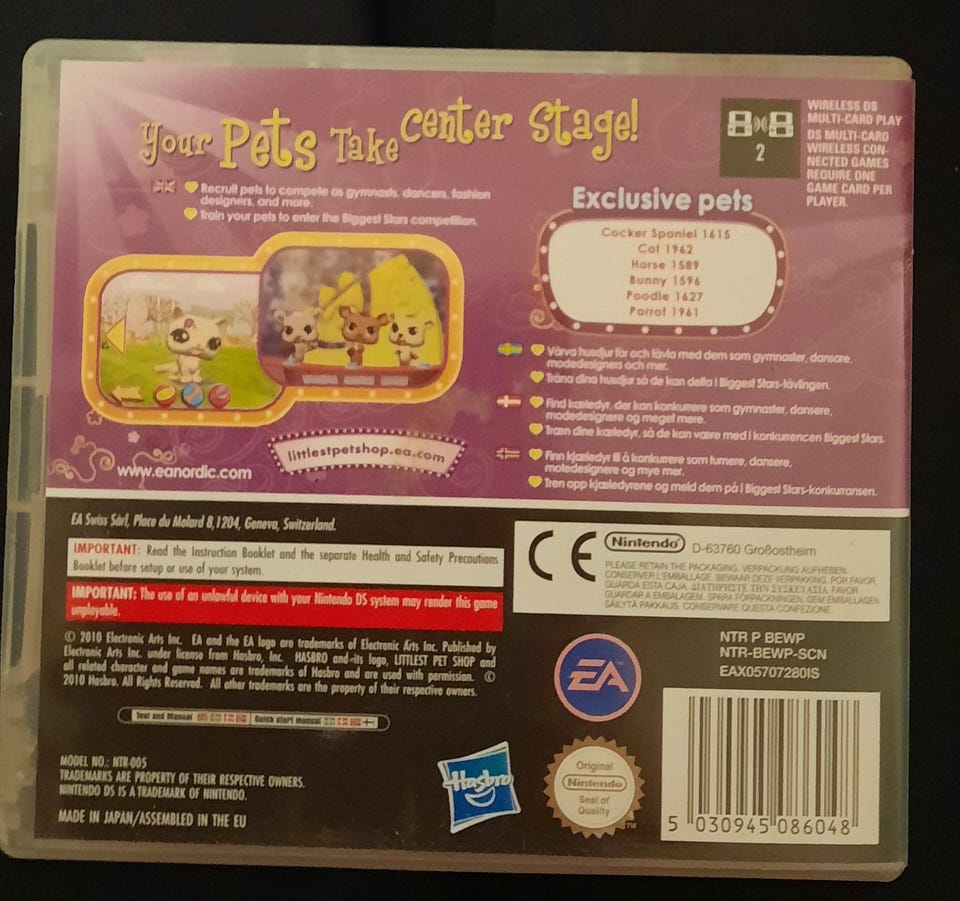 Your Pets Take center Stage!
Recruit pets to compete as gymnasts, dancers, fashion
designers, and more.
Train your pets to enter the Biggest Stars competition.
8 8
2
WIRELESS DS
MULTI-CARD PLAY
DS MULTI-CARD
WIRELESS CON-
NECTED GAMES
REQUIRE ONE
GAME CARD PER
PLAYER.
Exclusive pets
Cocker Spaniel 1615
Cat 1962
Horse 1589
Bunny 1596
Poodle 1627
Parrot 1961
Värva husdjur för och tävla med dem som gymnaster, dansare,
modedesigners och mer.
Träna dina husdjur så de kan delta i Biggest Stars-tävlingen.
Find kæledyr, der kan konkurrere som gymnaster, dansere,
modedesignere og meget mere.
Træn dine kæledyr, så de kan være med i konkurrencen Biggest Stars.
Finn kjæledyr til å konkurrere som turnere, dansere,
motedesignere og mye mer.
Tren opp kjæledyrene og meld dem på i Biggest Stars-konkurransen.
littlestpetshop.ea.com
www.eanordic.com
EA Swiss Sàrl, Place du Molard 8,1204, Geneva, Switzerland.
IMPORTANT: Read the Instruction Booklet and the separate Health and Safety Precautions
Booklet before setup or use of your system.
IMPORTANT: The use of an unlawful device with your Nintendo DS system may render this game
unplayable.
© 2010 Electronic Arts Inc. EA and the EA logo are trademarks of Electronic Arts Inc. Published by
Electronic Arts Inc. under license from Hasbro, Inc. HASBRO and its logo, LITTLEST PET SHOP and
all related character and game names are trademarks of Hasbro and are used with permission. ©
2010 Hasbro. All Rights Reserved. All other trademarks are the property of their respective owners.
Text and Manual Quick start manual
MODEL NO.: NTR-005
TRADEMARKS ARE PROPERTY OF THEIR RESPECTIVE OWNERS.
NINTENDO DS IS A TRADEMARK OF NINTENDO.
MADE IN JAPAN/ASSEMBLED IN THE EU
CE Nintendo D-63760 Großostheim
PLEASE RETAIN THE PACKAGING. VERPACKUNG AUFHEBEN.
CONSERVER L'EMBALLAGE. BEWAAR DEZE VERPAKKING. POR FAVOR,
GUARDA ESTA CAJA. ΔΙΑΤΗΡΗΣΤΕ ΤΗΝ ΣΥΣΚΕΥΑΣΙΑ. FAVOR
GUARDAR A EMBALAGEM. SPARA FÖRPACKNINGEN. GEM EMBALLAGEN
SÄILYTÄ PAKKAUS. CONSERVARE QUESTA CONFEZIONE.
NTR P BEWP
NTR-BEWP-SCN
EAX05707280IS
EA
Hasbro
Original
Nintendo
Seal of
Quality
TM
5 030945 086048